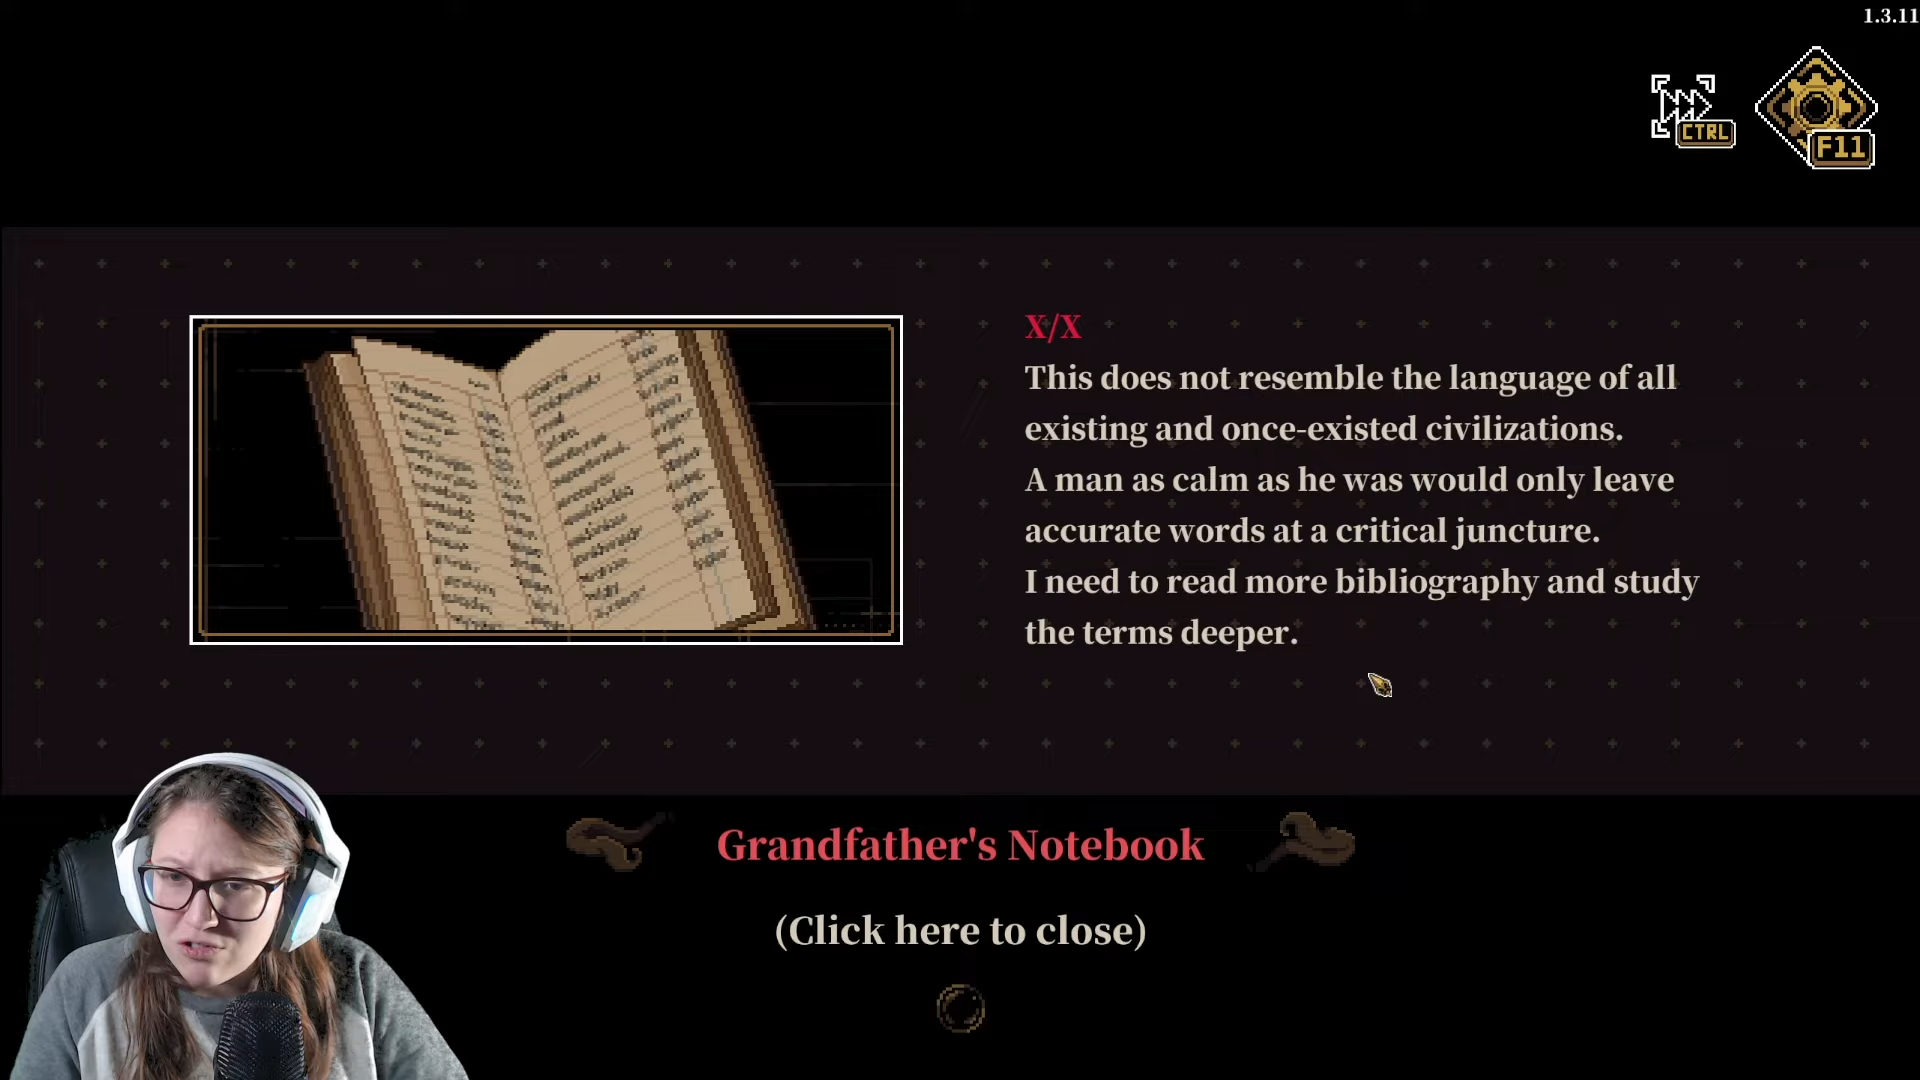 1.3.11
CTRL
F11
X/X
This does not resemble the language of all
existing and once-existed civilizations.
A man as calm as he was would only leave
accurate words at a critical juncture.
I need to read more bibliography and study
the terms deeper.
Grandfather's Notebook
(Click here to close)